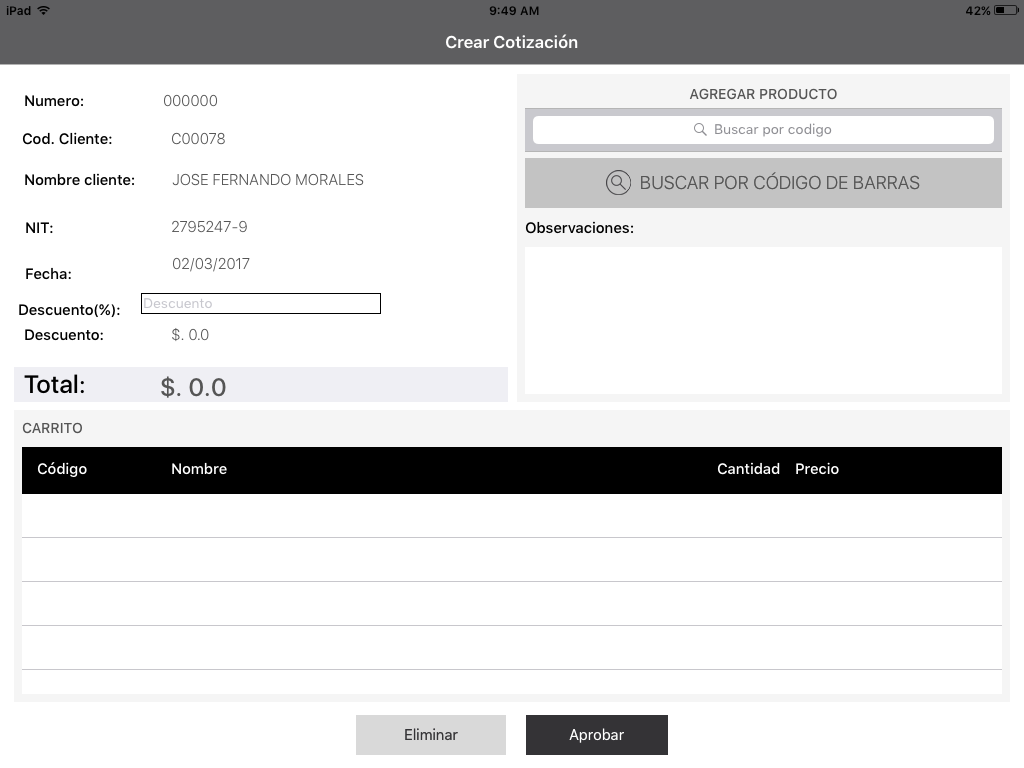 iPad 9:49 AM 42%
Crear Cotización
Numero: 000000
Cod. Cliente: C00078
Nombre cliente: JOSE FERNANDO MORALES
NIT: 2795247-9
Fecha: 02/03/2017
Descuento(%): Descuento
Descuento: $. 0.0
Total: $. 0.0
AGREGAR PRODUCTO
Buscar por codigo
BUSCAR POR CÓDIGO DE BARRAS
Observaciones:
CARRITO
Código Nombre Cantidad Precio
Eliminar Aprobar